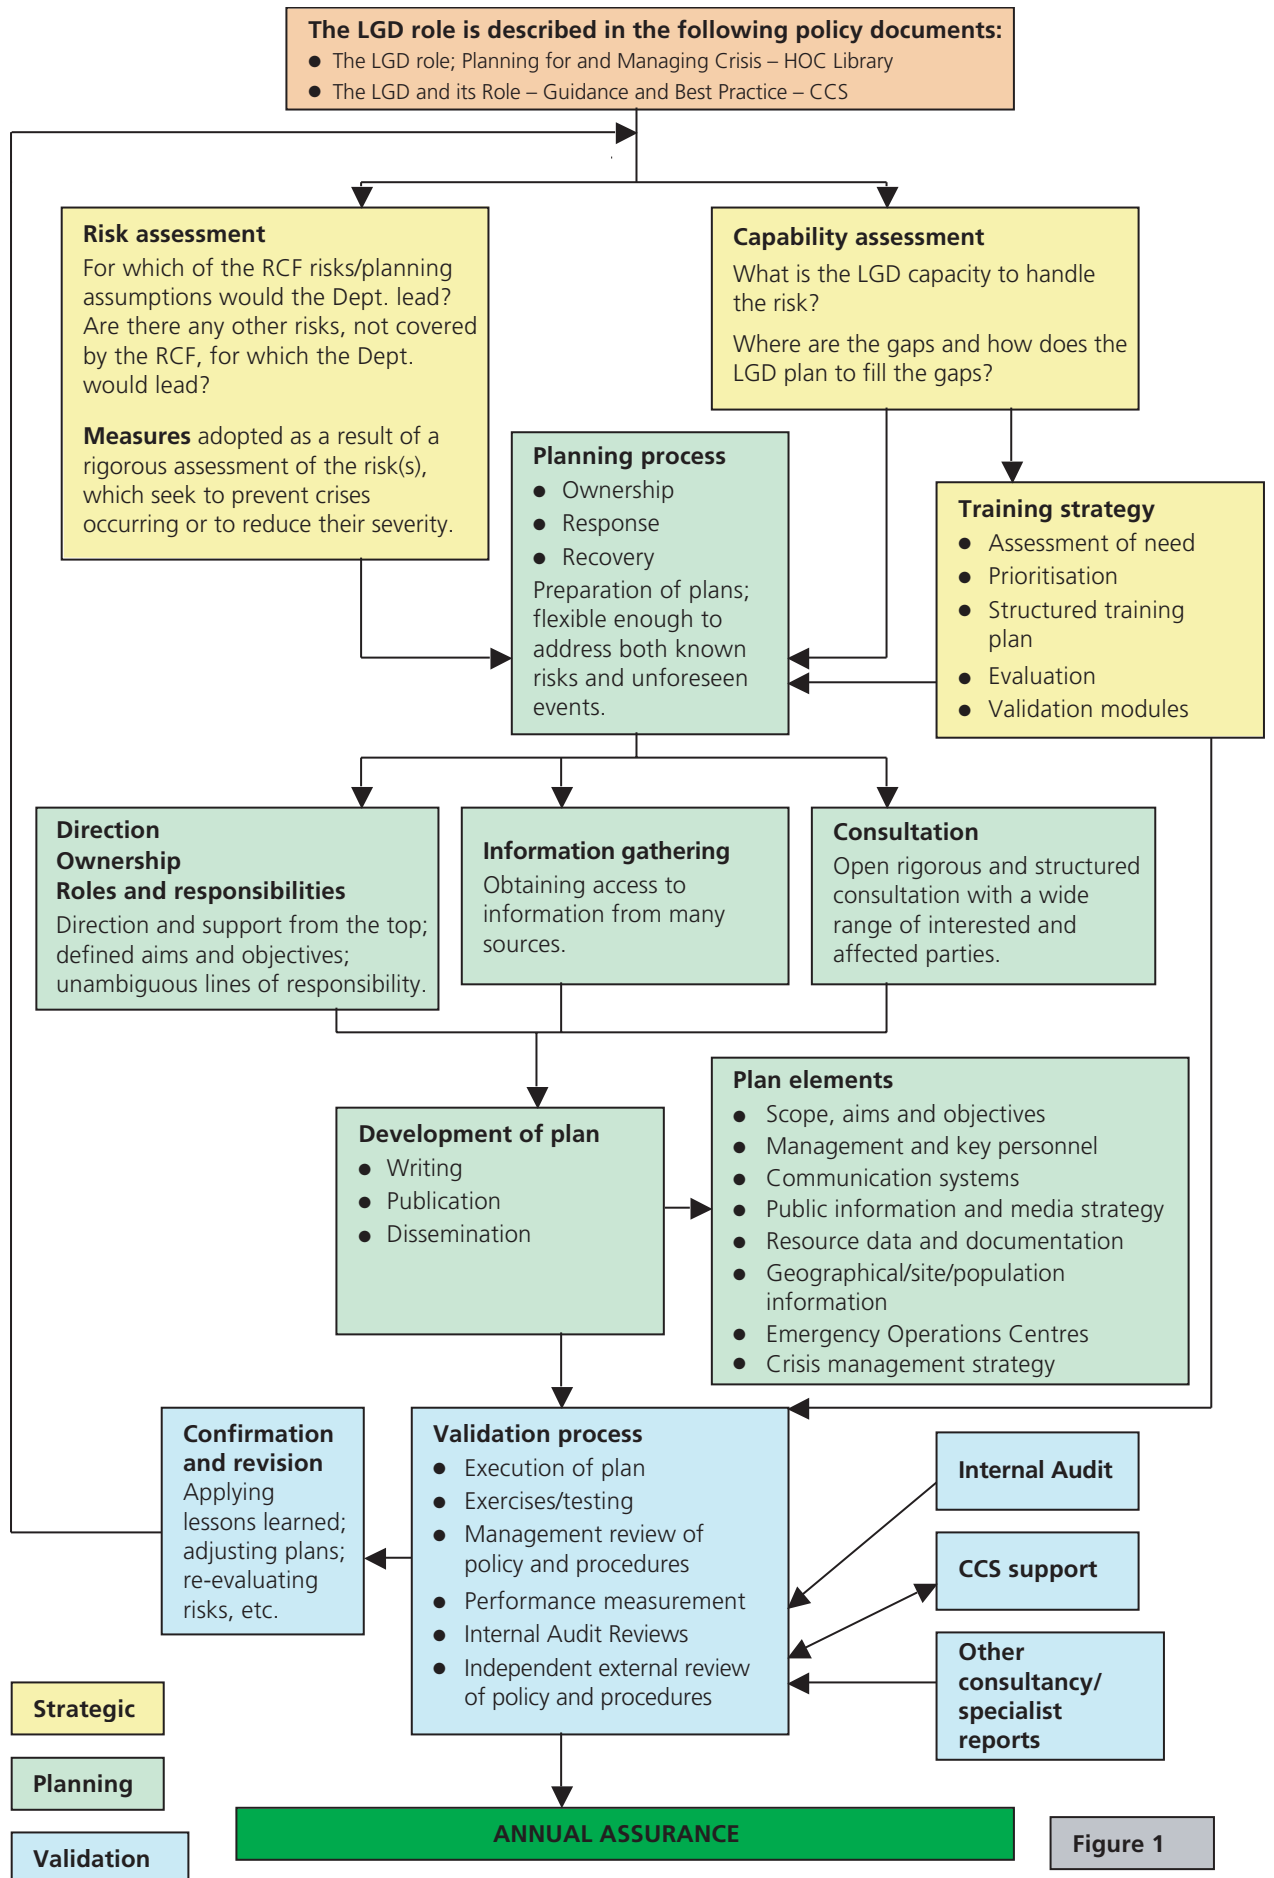 The LGD role is described in the following policy documents:
● The LGD role; Planning for and Managing Crisis – HOC Library
● The LGD and its Role – Guidance and Best Practice – CCS
Risk assessment
For which of the RCF risks/planning
assumptions would the Dept. lead?
Are there any other risks, not covered
by the RCF, for which the Dept.
would lead?
Measures adopted as a result of a
rigorous assessment of the risk(s),
which seek to prevent crises
occurring or to reduce their severity.
Capability assessment
What is the LGD capacity to handle
the risk?
Where are the gaps and how does the
LGD plan to fill the gaps?
Planning process
● Ownership
● Response
● Recovery
Preparation of plans;
flexible enough to
address both known
risks and unforeseen
events.
Training strategy
● Assessment of need
● Prioritisation
● Structured training
plan
● Evaluation
● Validation modules
Direction
Ownership
Roles and responsibilities
Direction and support from the top;
defined aims and objectives;
unambiguous lines of responsibility.
Information gathering
Obtaining access to
information from many
sources.
Consultation
Open rigorous and structured
consultation with a wide
range of interested and
affected parties.
Development of plan
● Writing
● Publication
● Dissemination
Plan elements
● Scope, aims and objectives
● Management and key personnel
● Communication systems
● Public information and media strategy
● Resource data and documentation
● Geographical/site/population
information
● Emergency Operations Centres
● Crisis management strategy
Confirmation
and revision
Applying
lessons learned;
adjusting plans;
re-evaluating
risks, etc.
Validation process
● Execution of plan
● Exercises/testing
● Management review of
policy and procedures
● Performance measurement
● Internal Audit Reviews
● Independent external review
of policy and procedures
Internal Audit
CCS support
Other
consultancy/
specialist
reports
Strategic
Planning
Validation
ANNUAL ASSURANCE
Figure 1